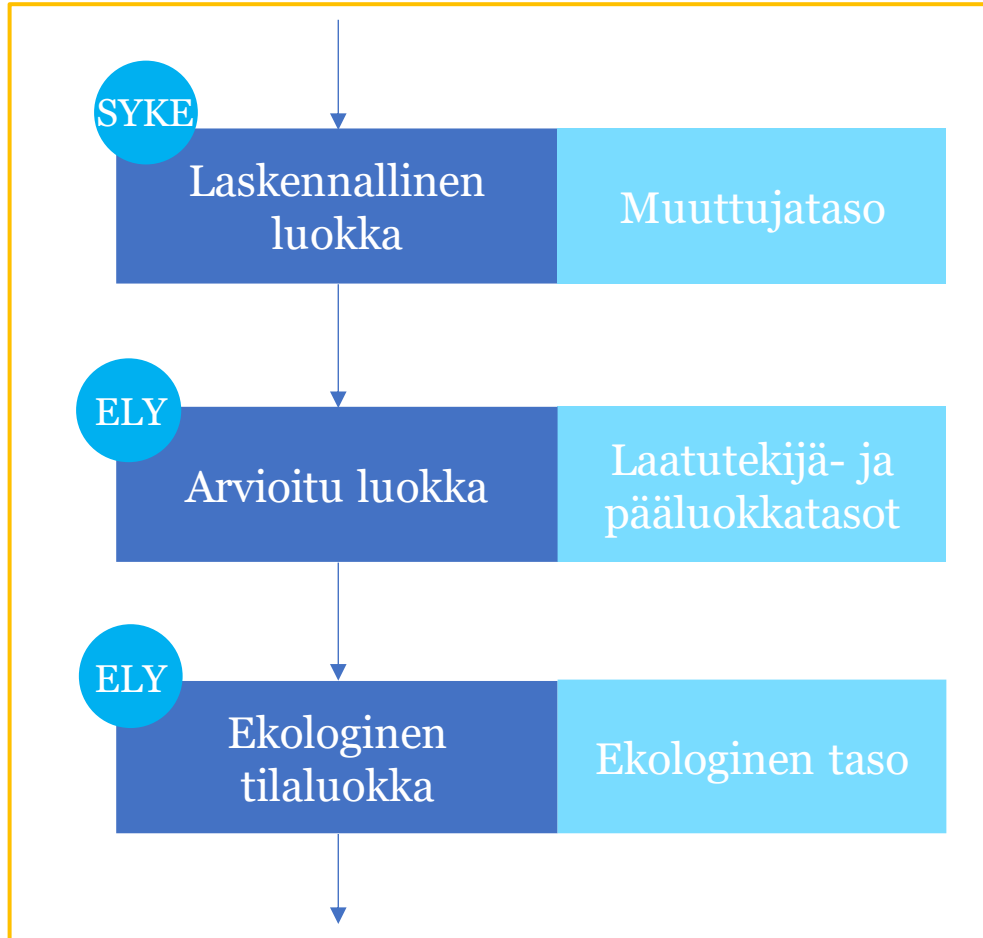 SYKE
Laskennallinen
luokka
Muuttujataso
ELY
Arvioitu luokka
Laatutekijä- ja
pääluokkatasot
ELY
Ekologinen
tilaluokka
Ekologinen taso